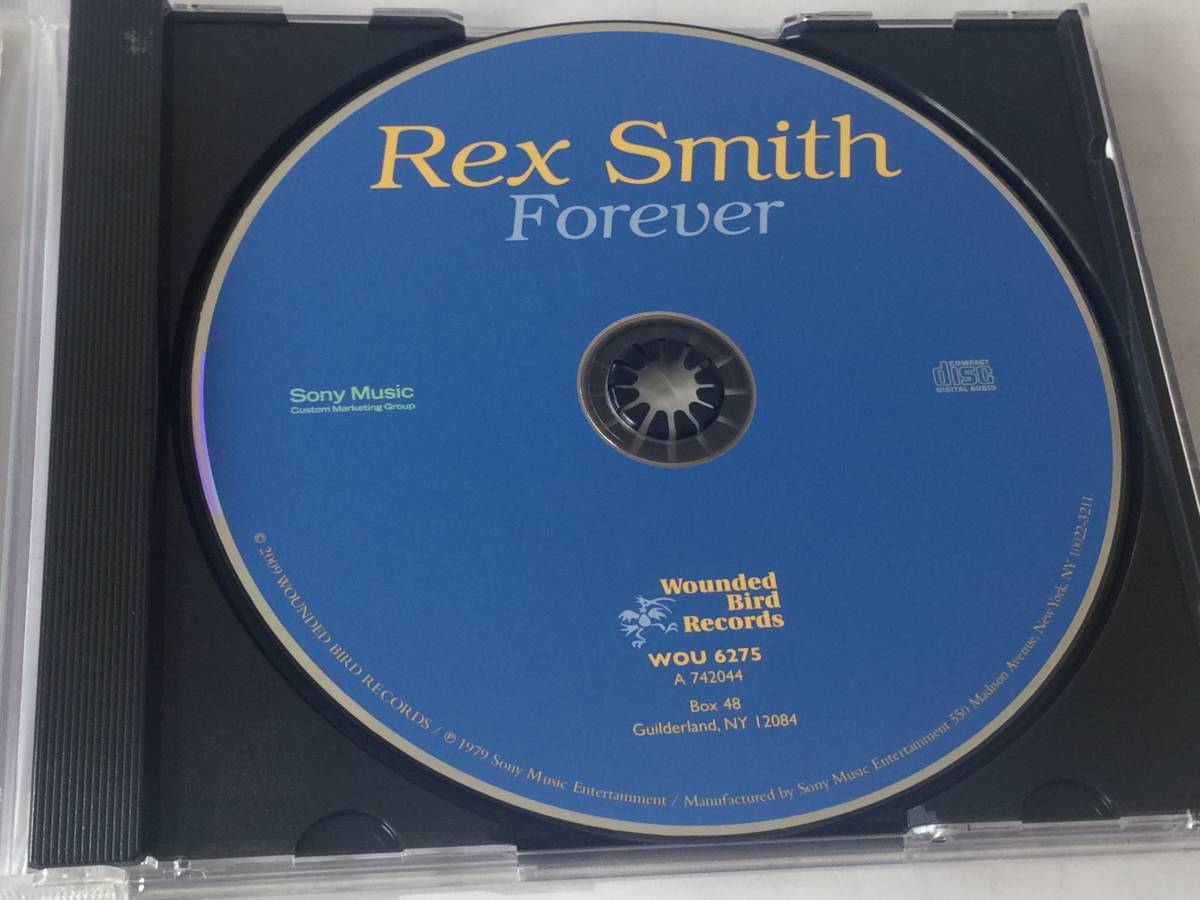 Rex Smith
Forever
Sony Music
Custom Marketing Group
COMPACT
disc
DIGITAL AUDIO
Wounded
Bird
Records
WOU 6275
A 742044
Box 48
Guilderland, NY 12084
© 2009 WOUNDED BIRD RECORDS / ℗ 1979 Sony Music Entertainment / Manufactured by Sony Music Entertainment 550 Madison Avenue, New York, NY 10022-3211